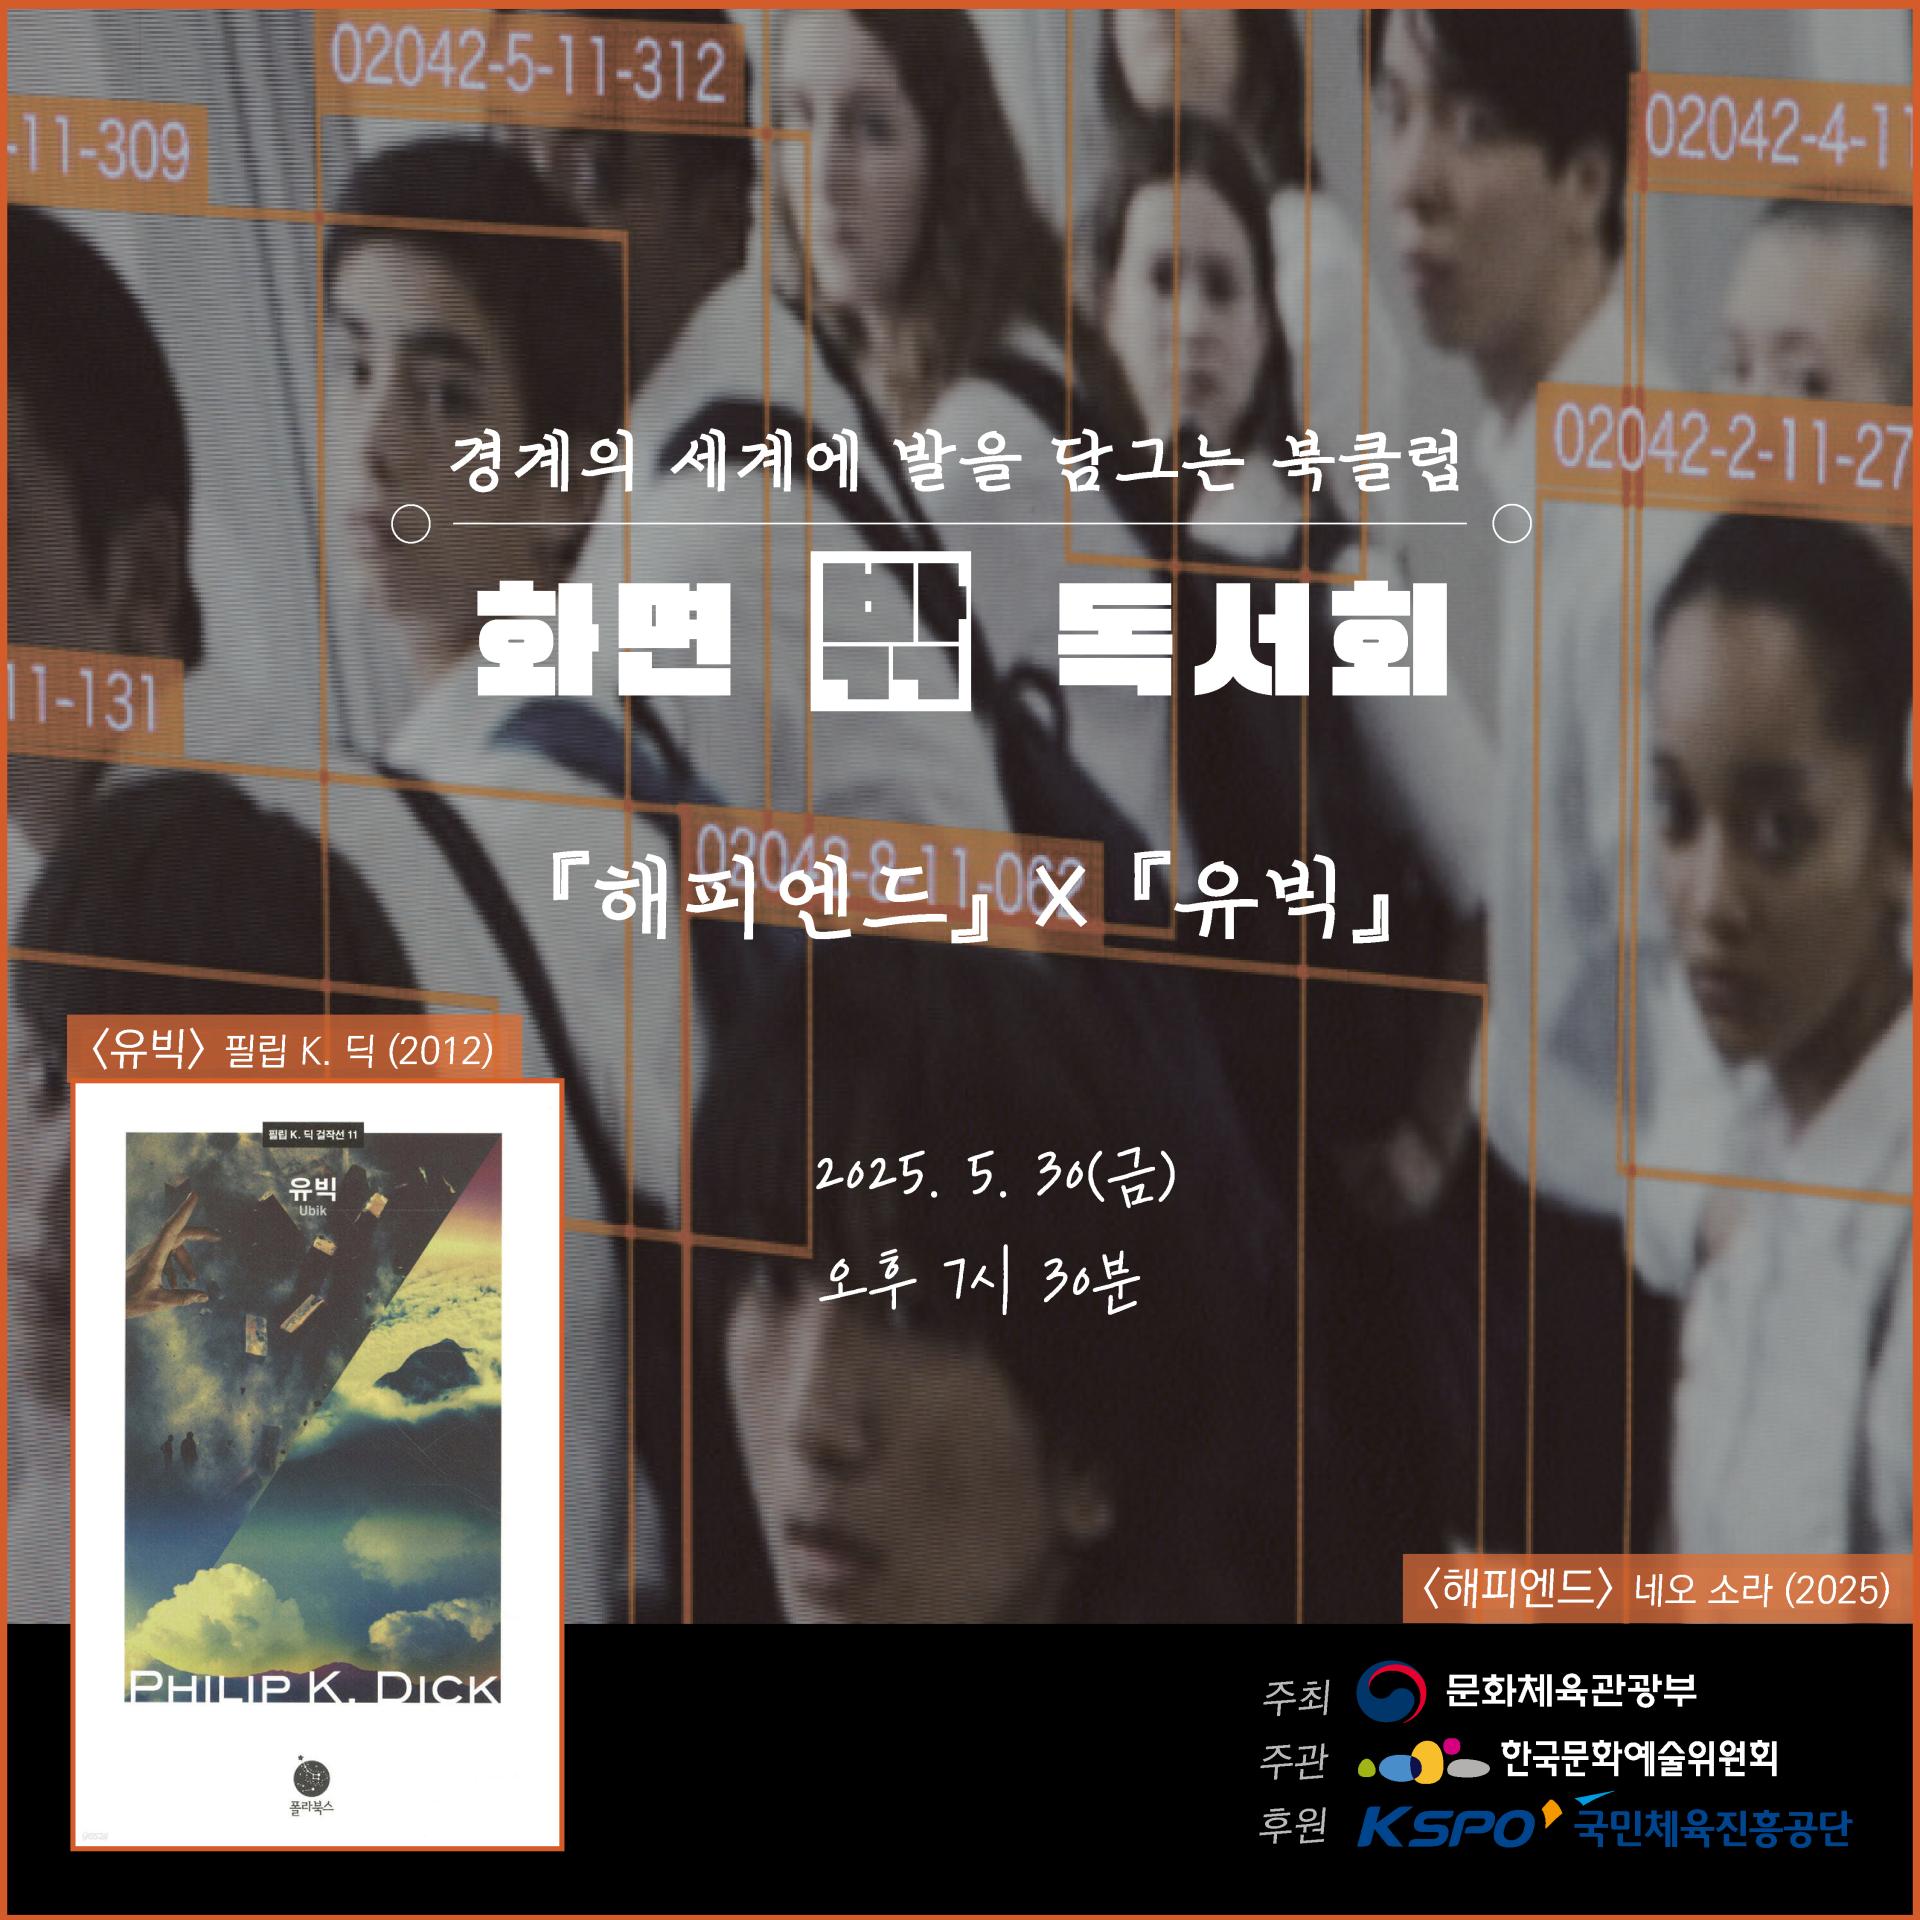 02042-5-11-312
-11-309
02042-4-11
02042-2-11-27
경계의 세계에 발을 담그는 북클럽
화면 밖 독서회
11-131
02042-8-11-062
『해피엔드』X『유빅』
<유빅> 필립 K. 딕 (2012)
필립 K. 딕 걸작선 11
유빅
Ubik
PHILIP K. DICK
폴라북스
2025. 5. 30(금)
오후 7시 30분
<해피엔드> 네오 소라 (2025)
주최 문화체육관광부
주관 한국문화예술위원회
후원 KSPO 국민체육진흥공단